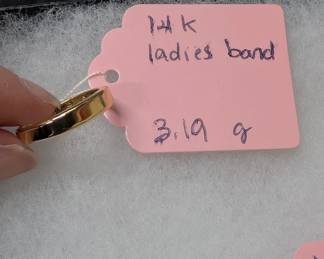 14K
ladies band
3.19 g